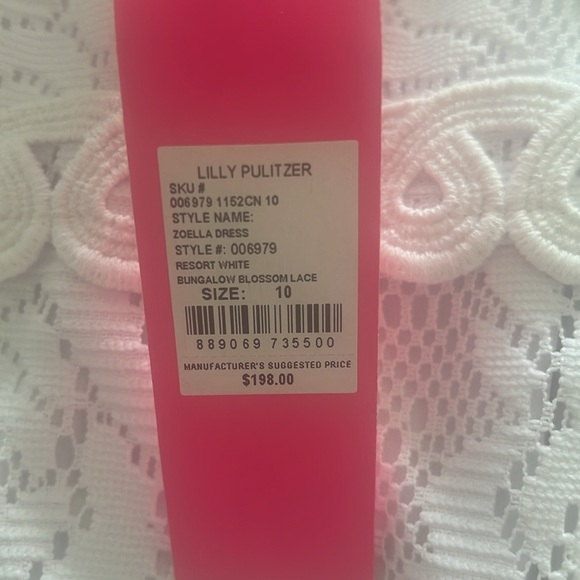 LILLY PULITZER
SKU #
006979 1152CN 10
STYLE NAME:
ZOELLA DRESS
STYLE #: 006979
RESORT WHITE
BUNGALOW BLOSSOM LACE
SIZE: 10
889069 735500
MANUFACTURER'S SUGGESTED PRICE
$198.00